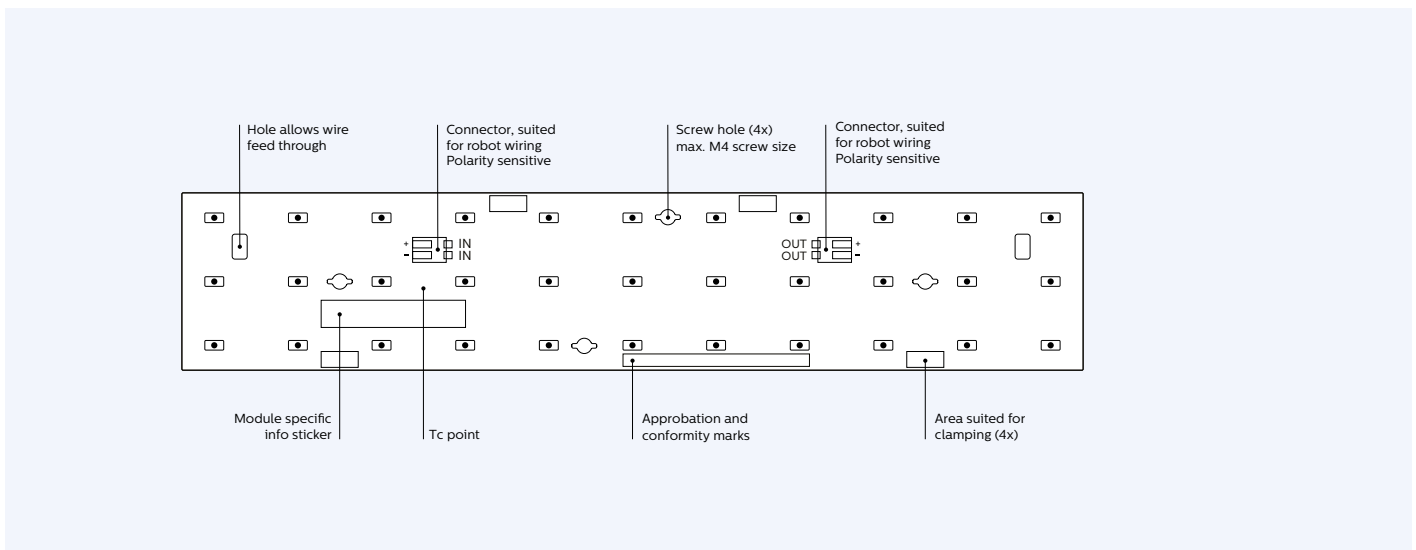 Hole allows wire
feed through
Connector, suited
for robot wiring
Polarity sensitive
Screw hole (4x)
max. M4 screw size
Connector, suited
for robot wiring
Polarity sensitive
+ IN
- IN
OUT +
OUT -
Module specific
info sticker
Tc point
Approbation and
conformity marks
Area suited for
clamping (4x)